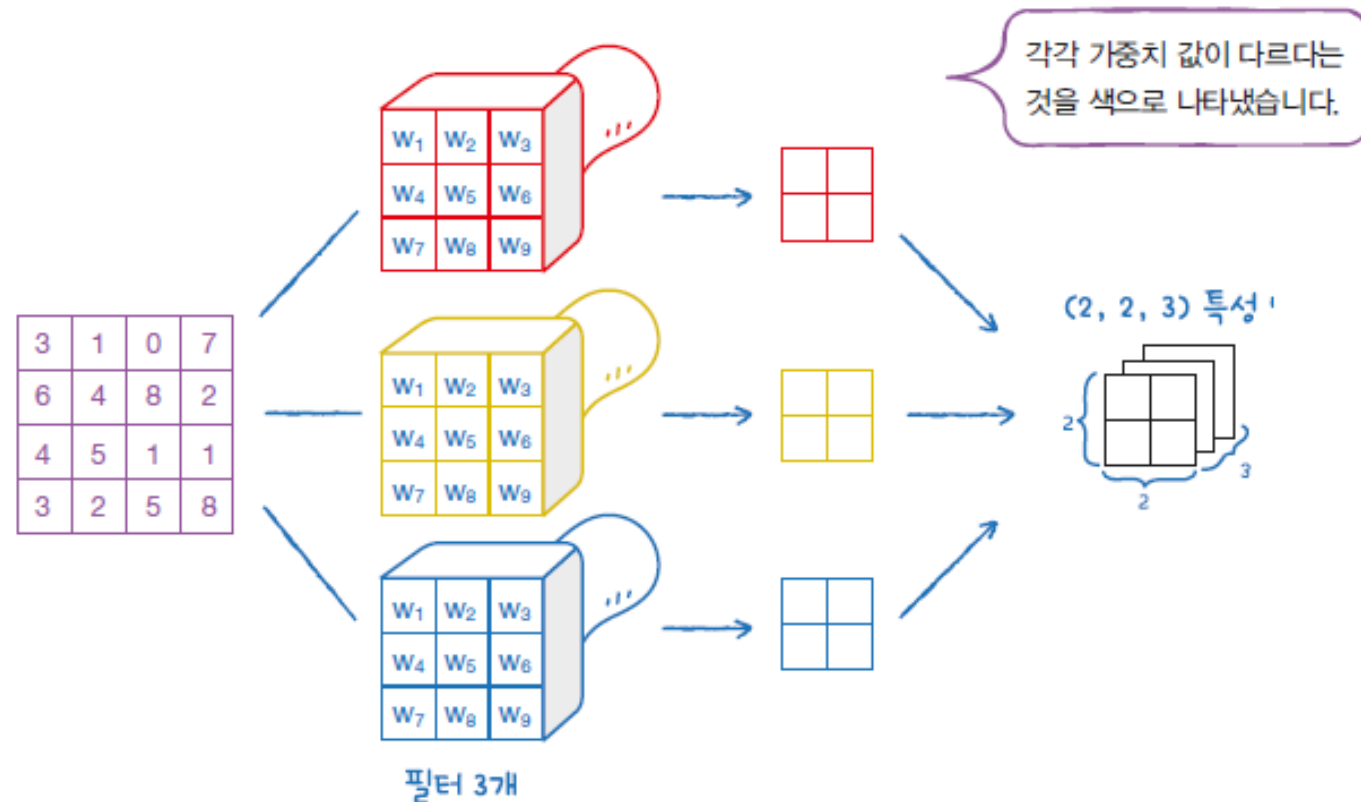 각각 가중치 값이 다르다는
것을 색으로 나타냈습니다.
w₁ w₂ w₃
w₄ w₅ w₆
w₇ w₈ w₉
3 1 0 7
6 4 8 2
4 5 1 1
3 2 5 8
w₁ w₂ w₃
w₄ w₅ w₆
w₇ w₈ w₉
(2, 2, 3) 특성
2
2
3
w₁ w₂ w₃
w₄ w₅ w₆
w₇ w₈ w₉
필터 3개